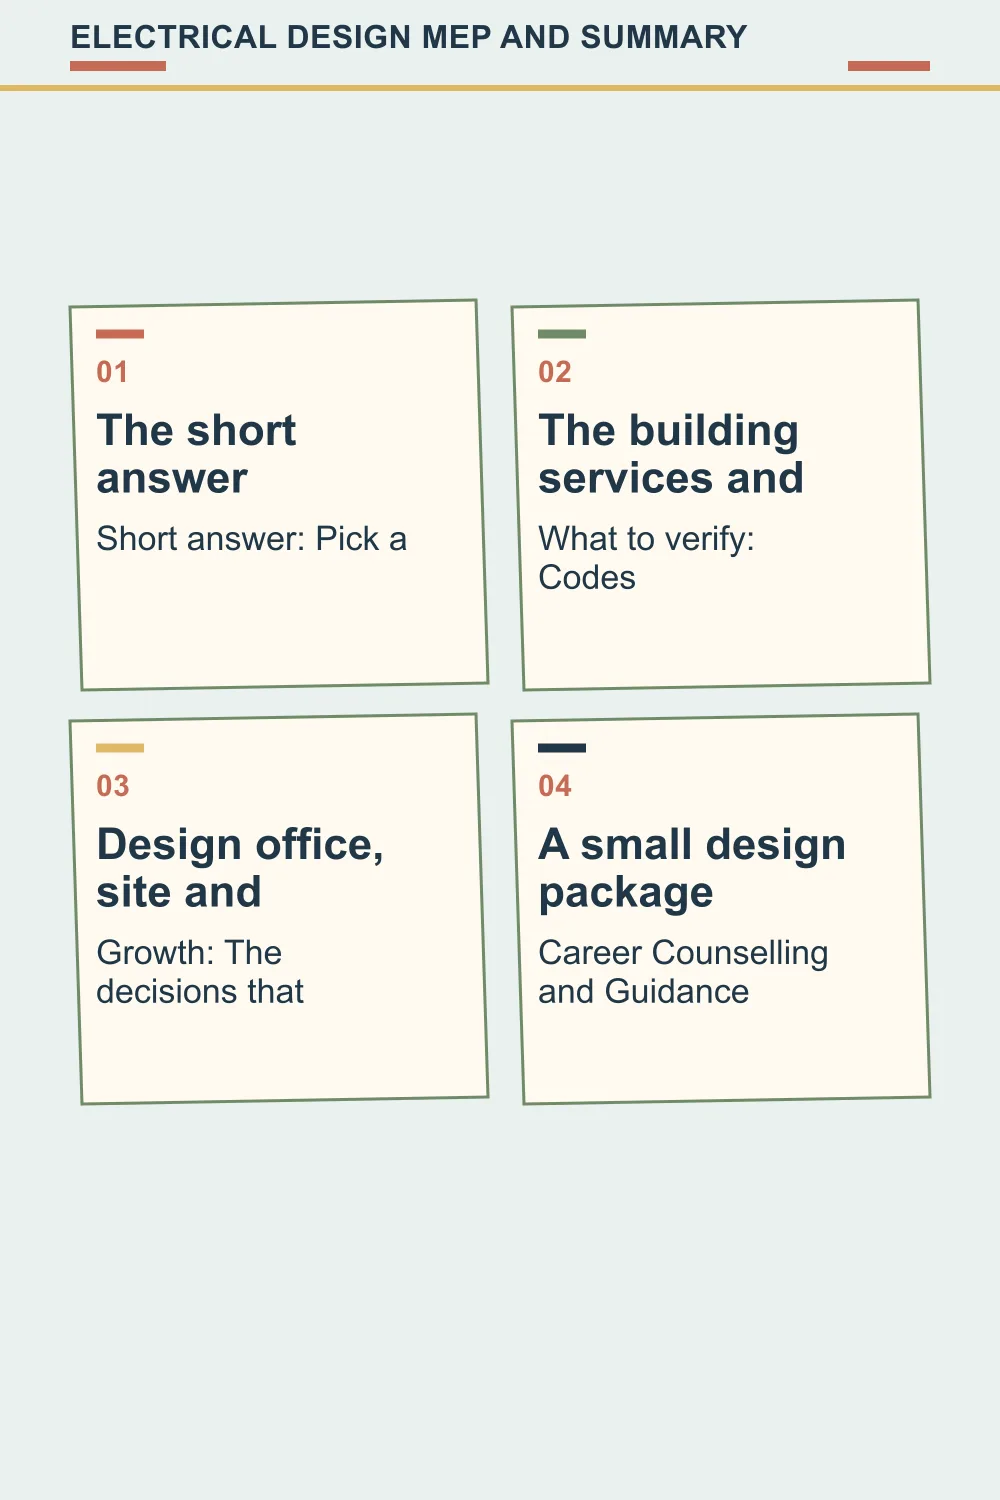 ELECTRICAL DESIGN MEP AND SUMMARY
01
The short
answer
Short answer: Pick a
02
The building
services and
What to verify:
Codes
03
Design office,
site and
Growth: The
decisions that
04
A small design
package
Career Counselling
and Guidance